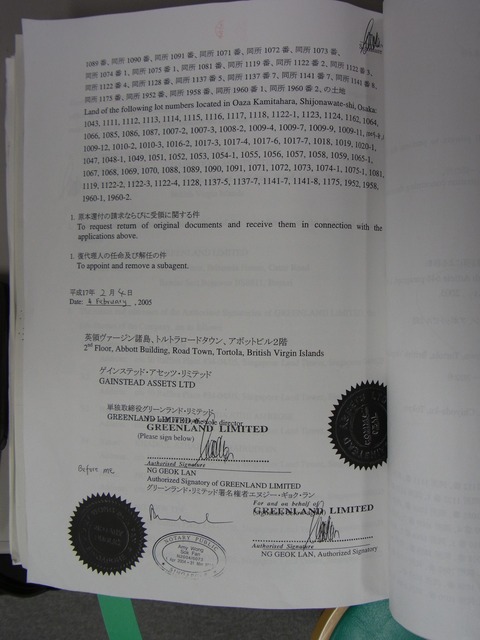 1089 番、同所 1090 番、同所 1091 番、同所 1071 番、同所 1072 番、同所 1073 番、
同所 1074 番 1、同所 1075 番 1、同所 1081 番、同所 1119 番、同所 1122 番 2、同所 1122 番 3、
同所 1122 番 4、同所 1128 番、同所 1137 番 5、同所 1137 番 7、同所 1141 番 7、同所 1141 番 8、
同所 1175 番、同所 1952 番、同所 1958 番、同所 1960 番 1、同所 1960 番 2、の土地
Land of the following lot numbers located in Oaza Kamitahara, Shijonawate-shi, Osaka:
1043, 1111, 1112, 1113, 1114, 1115, 1116, 1117, 1118, 1122-1, 1123, 1124, 1162, 1064,
1066, 1085, 1086, 1087, 1007-2, 1007-3, 1008-2, 1009-4, 1009-7, 1009-9, 1009-11,
1009-12, 1010-2, 1010-3, 1016-2, 1017-3, 1017-4, 1017-6, 1017-7, 1018, 1019, 1020-1,
1047, 1048-1, 1049, 1051, 1052, 1053, 1054-1, 1055, 1056, 1057, 1058, 1059, 1065-1,
1067, 1068, 1069, 1070, 1088, 1089, 1090, 1091, 1071, 1072, 1073, 1074-1, 1075-1, 1081,
1119, 1122-2, 1122-3, 1122-4, 1128, 1137-5, 1137-7, 1141-7, 1141-8, 1175, 1952, 1958,
1960-1, 1960-2.
1. 原本還付の請求ならびに受領に関する件
To request return of original documents and receive them in connection with the
applications above.
1. 復代理人の任命及び解任の件
To appoint and remove a subagent.
平成17年 2 月 4 日
Date: 4 February , 2005
英領ヴァージン諸島、トルトラロードタウン、アボットビル２階
2nd Floor, Abbott Building, Road Town, Tortola, British Virgin Islands
ゲインステッド・アセッツ・リミテッド
GAINSTEAD ASSETS LTD
単独取締役グリーンランド・リミテッド
GREENLAND LIMITED, the sole director
GREENLAND LIMITED
(Please sign below)
Authorized Signature
Before me,
NG GEOK LAN
Authorized Signatory of GREENLAND LIMITED
グリーンランド・リミテッド署名権者エヌジー・ギョク・ラン
For and on behalf of
GREENLAND LIMITED
NOTARY PUBLIC
Amy Wong
Sok Fan
Authorized Signature
NG GEOK LAN, Authorized Signatory